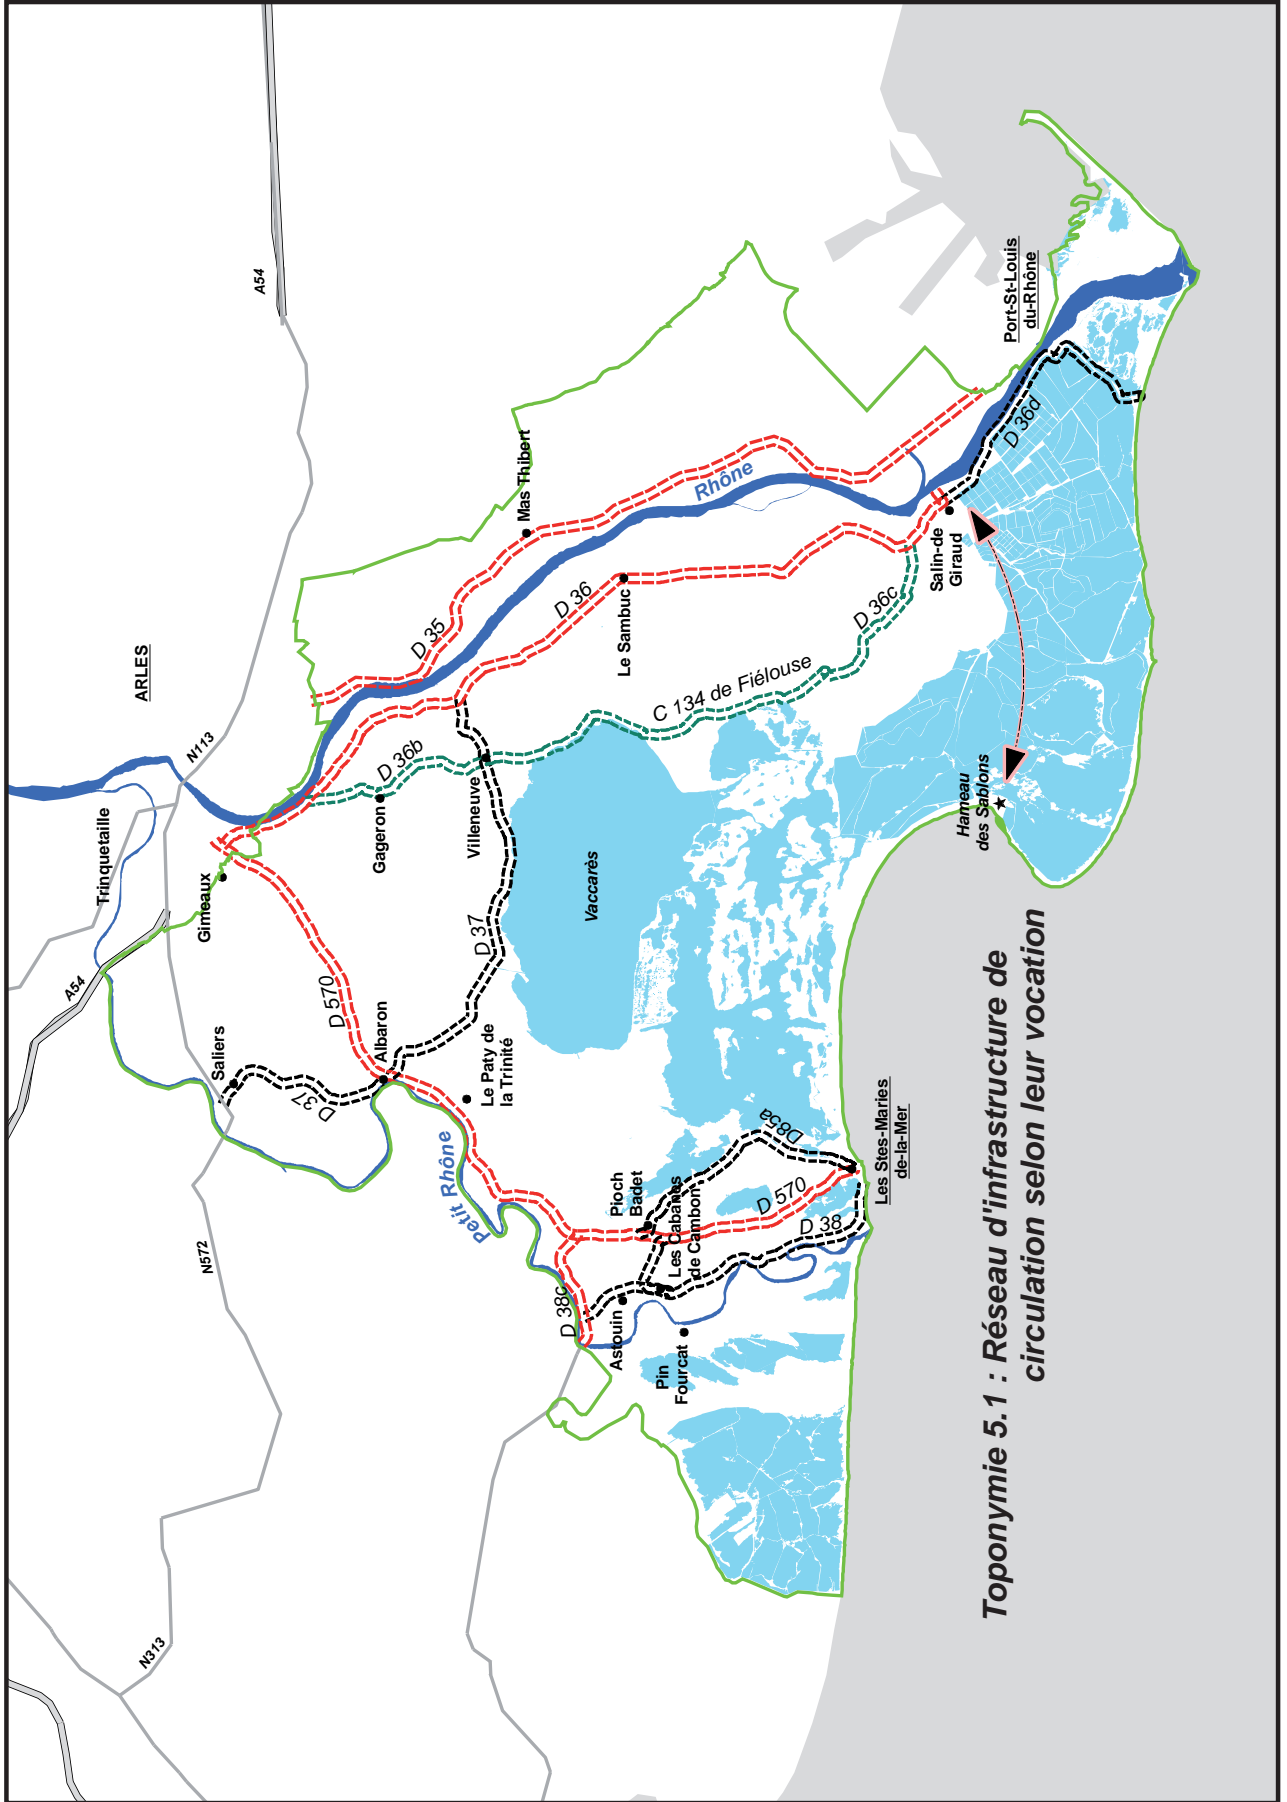 Toponymie 5.1 : Réseau d'infrastructure de
circulation selon leur vocation
A54
ARLES
N113
Trinquetaille
Gimeaux
A54
Saliers
N572
N313
D 37
D 570
Albaron
Le Paty de
la Trinité
D 37
Gageron
D 36b
Villeneuve
D 35
D 36
Mas Thibert
Le Sambuc
Rhône
C 134 de Fiélouse
D 36c
Salin-de
Giraud
D 36d
Port-St-Louis
du-Rhône
Hameau
des Sablons
Vaccarès
Petit Rhône
D 38c
Astouin
Pin
Fourcat
Pioch
Badet
Les Cabanes
de Cambon
D85a
D 570
D 38
Les Stes-Maries
de-la-Mer